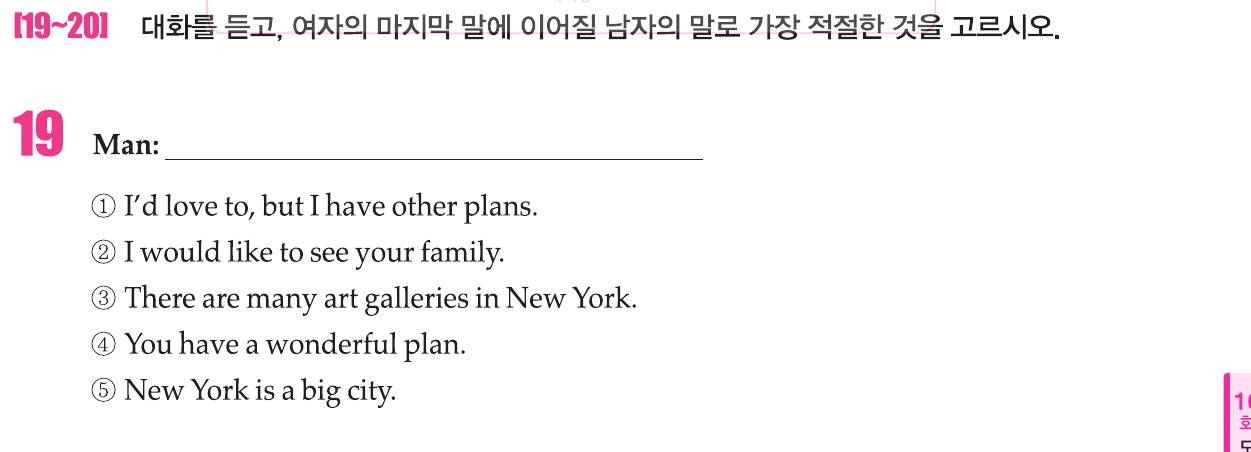 [19~20] 대화를 듣고, 여자의 마지막 말에 이어질 남자의 말로 가장 적절한 것을 고르시오.
19 Man:
① I'd love to, but I have other plans.
② I would like to see your family.
③ There are many art galleries in New York.
④ You have a wonderful plan.
⑤ New York is a big city.